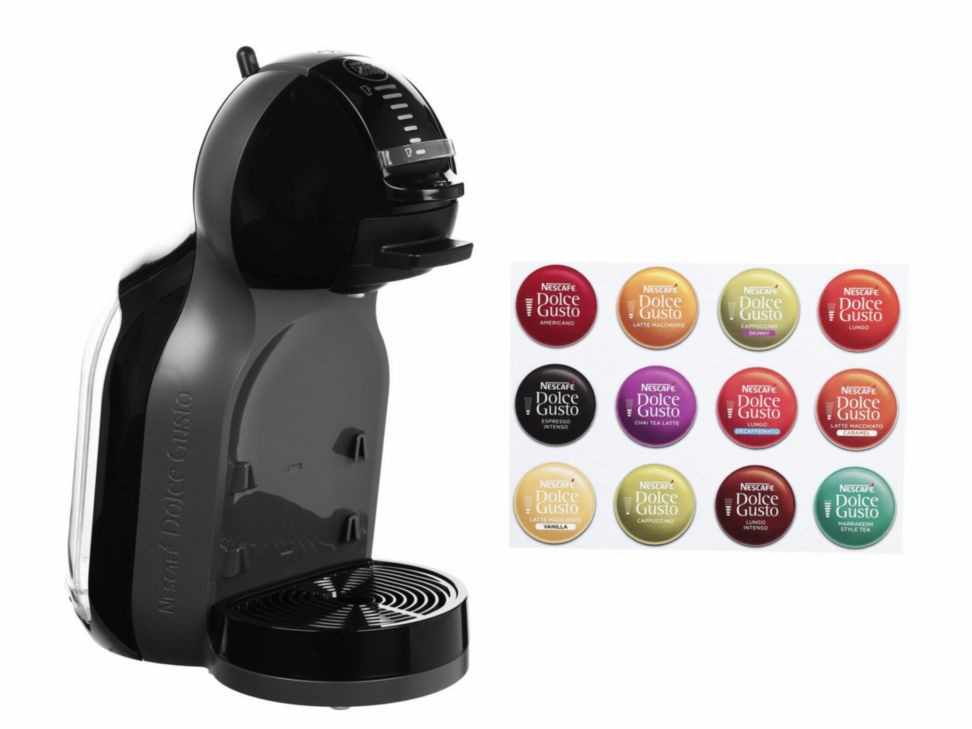 NESCAFÉ DOLCE GUSTO
NESCAFÉ
Dolce
Gusto
AMERICANO
NESCAFÉ
Dolce
Gusto
LATTE MACCHIATO
NESCAFÉ
Dolce
Gusto
CAPPUCCINO
SKINNY
NESCAFÉ
Dolce
Gusto
LUNGO
NESCAFÉ
Dolce
Gusto
ESPRESSO
INTENSO
NESCAFÉ
Dolce
Gusto
CHAI TEA LATTE
NESCAFÉ
Dolce
Gusto
LUNGO
DECAFFEINATO
NESCAFÉ
Dolce
Gusto
LATTE MACCHIATO
CARAMEL
NESCAFÉ
Dolce
Gusto
LATTE MACCHIATO
VANILLA
NESCAFÉ
Dolce
Gusto
CAPPUCCINO
NESCAFÉ
Dolce
Gusto
LUNGO
INTENSO
NESCAFÉ
Dolce
Gusto
MARRAKESH
STYLE TEA